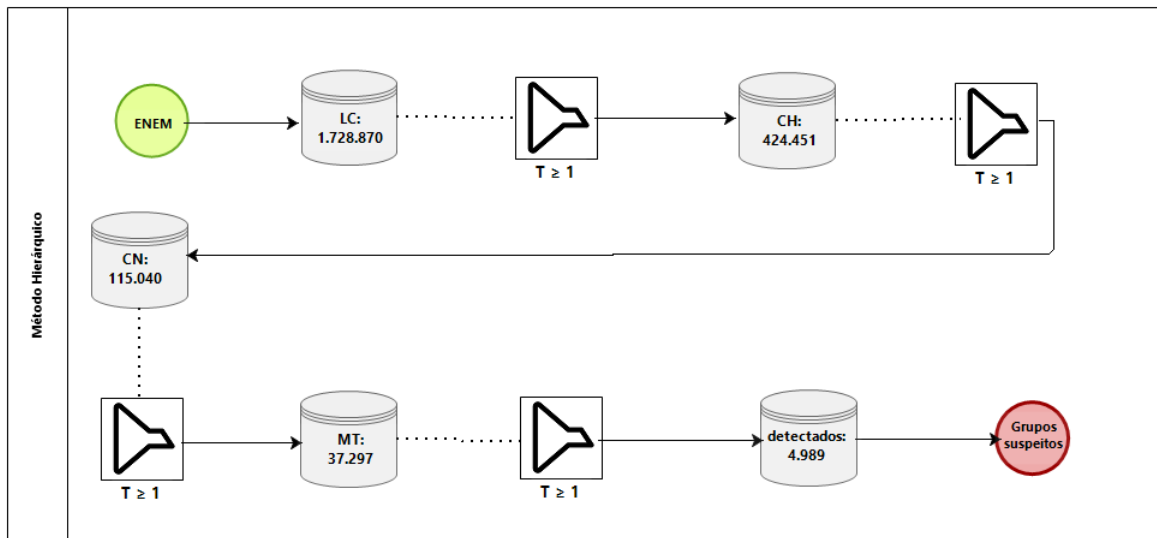 Método Hierárquico
ENEM
LC:
1.728.870
T ≥ 1
CH:
424.451
T ≥ 1
CN:
115.040
T ≥ 1
MT:
37.297
T ≥ 1
detectados:
4.989
Grupos
suspeitos